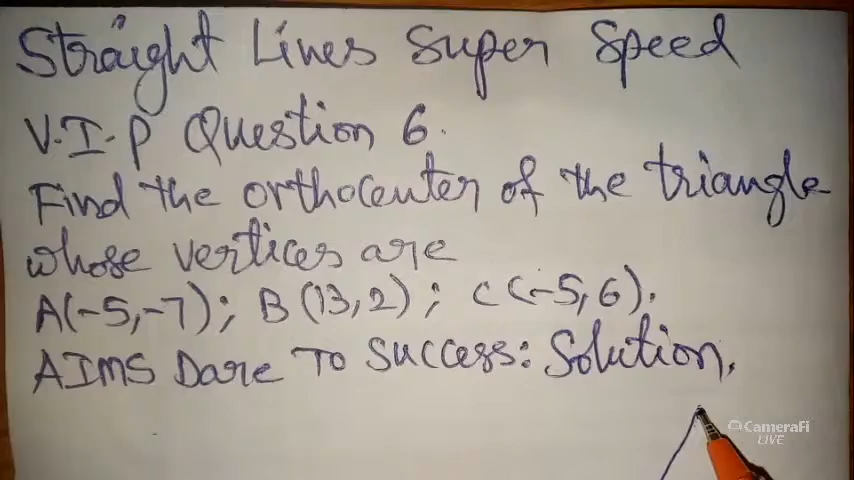 Straight Lines Super Speed
V.I.P Question 6.
Find the orthocenter of the triangle
whose vertices are
A(-5,-7); B(13,2); C(-5,6).
AIMS Dare To Success: Solution.
CameraFi
LIVE